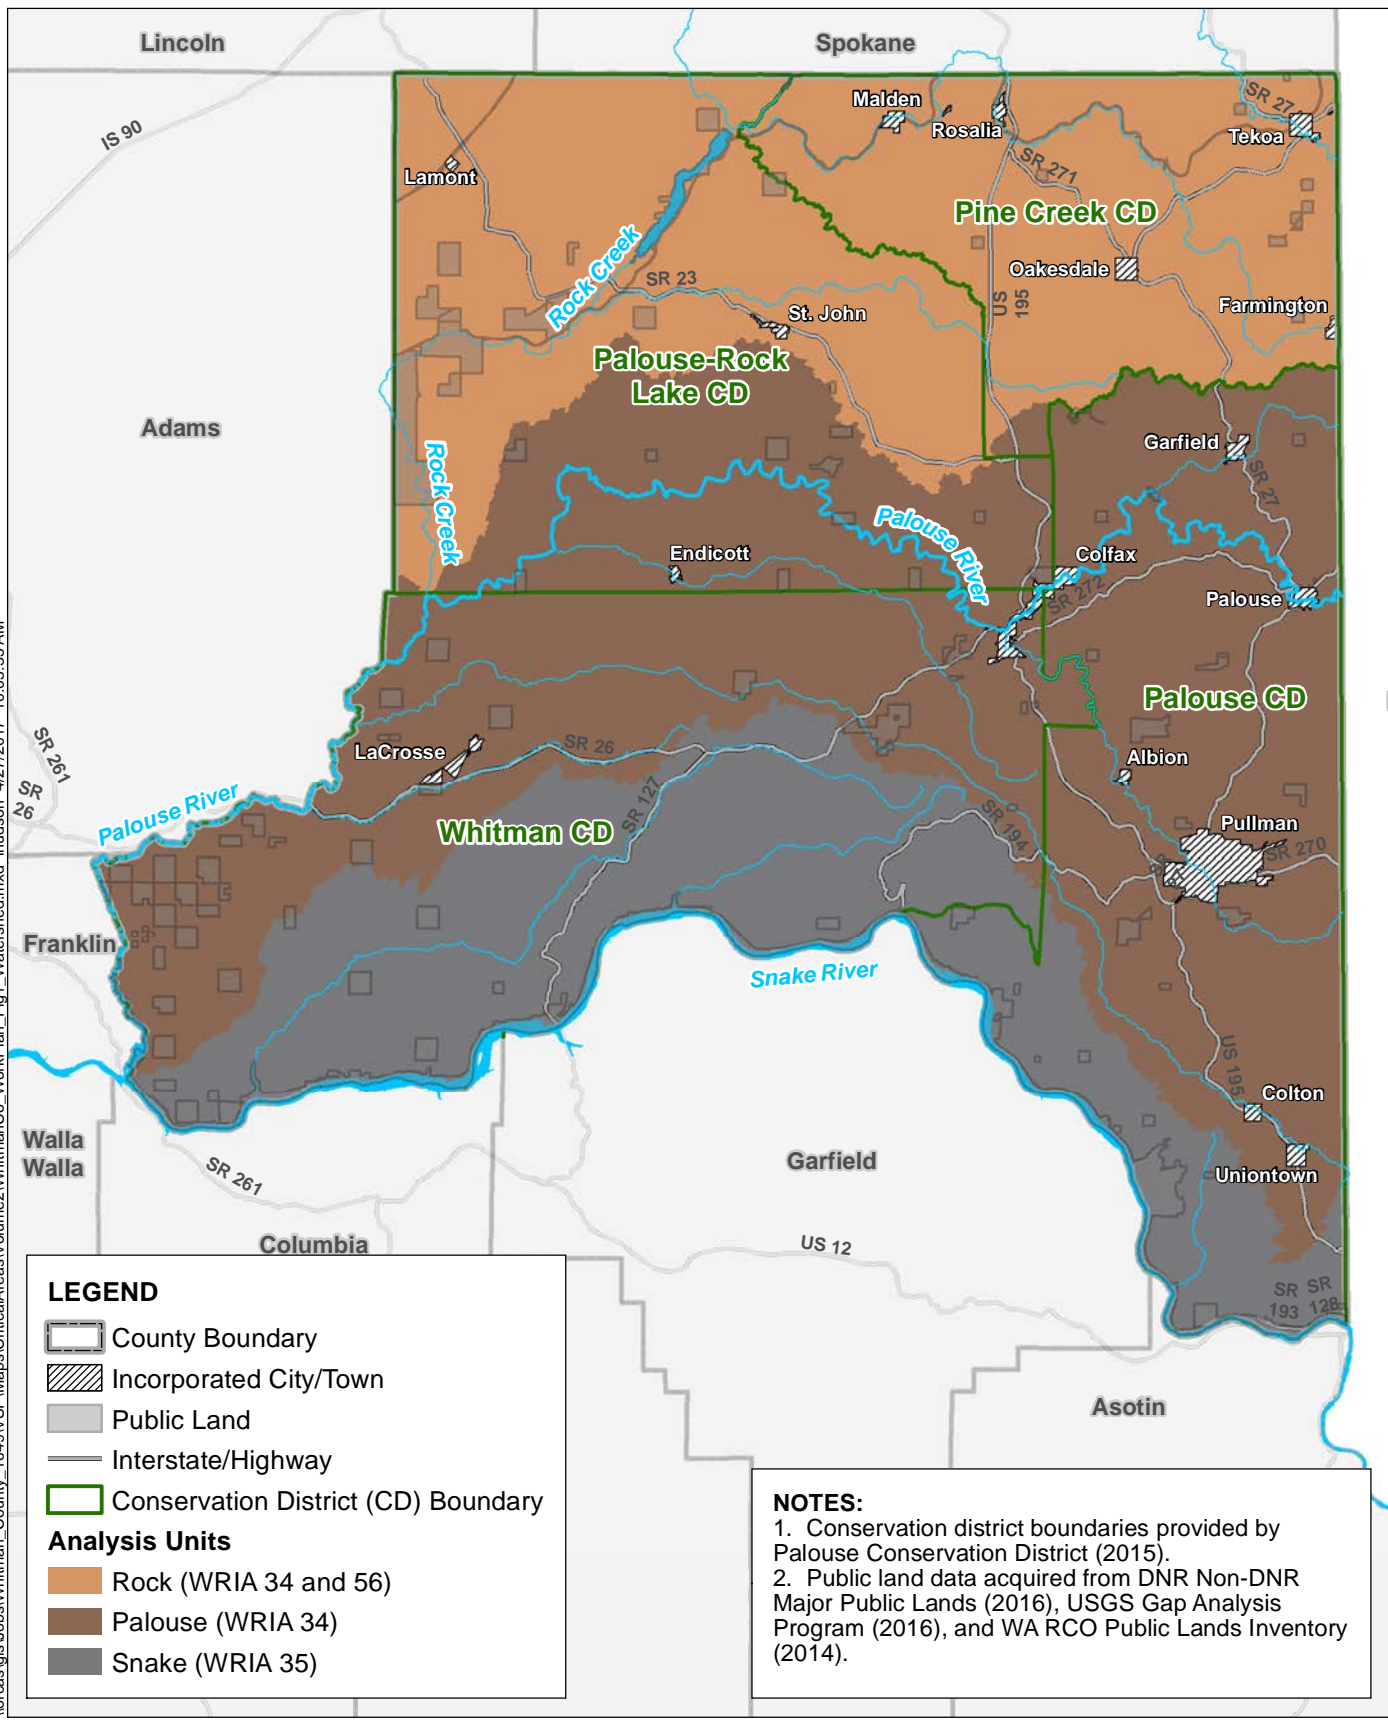 Lincoln
Spokane
IS 90
Malden
Rosalia
SR 27
Tekoa
Lamont
SR 271
Pine Creek CD
Rock Creek
SR 23
Oakesdale
US
195
Farmington
St. John
Palouse-Rock
Lake CD
Adams
Garfield
Rock Creek
SR 27
Palouse River
Endicott
Colfax
SR 272
Palouse
Palouse CD
SR 261
SR
26
LaCrosse
SR 26
Albion
Palouse River
SR 127
Whitman CD
SR 194
Pullman
SR 270
Franklin
Snake River
US 195
Colton
Walla
Walla
SR 261
Garfield
Uniontown
Columbia
US 12
SR
193
SR
128
Asotin
LEGEND
County Boundary
Incorporated City/Town
Public Land
Interstate/Highway
Conservation District (CD) Boundary
Analysis Units
Rock (WRIA 34 and 56)
Palouse (WRIA 34)
Snake (WRIA 35)
NOTES:
1. Conservation district boundaries provided by
Palouse Conservation District (2015).
2. Public land data acquired from DNR Non-DNR
Major Public Lands (2016), USGS Gap Analysis
Program (2016), and WA RCO Public Lands Inventory
(2014).